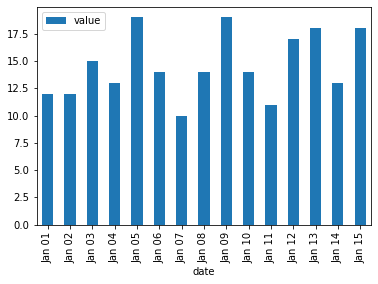 value
17.5
15.0
12.5
10.0
7.5
5.0
2.5
0.0
Jan 01
Jan 02
Jan 03
Jan 04
Jan 05
Jan 06
Jan 07
Jan 08
Jan 09
Jan 10
Jan 11
Jan 12
Jan 13
Jan 14
Jan 15
date